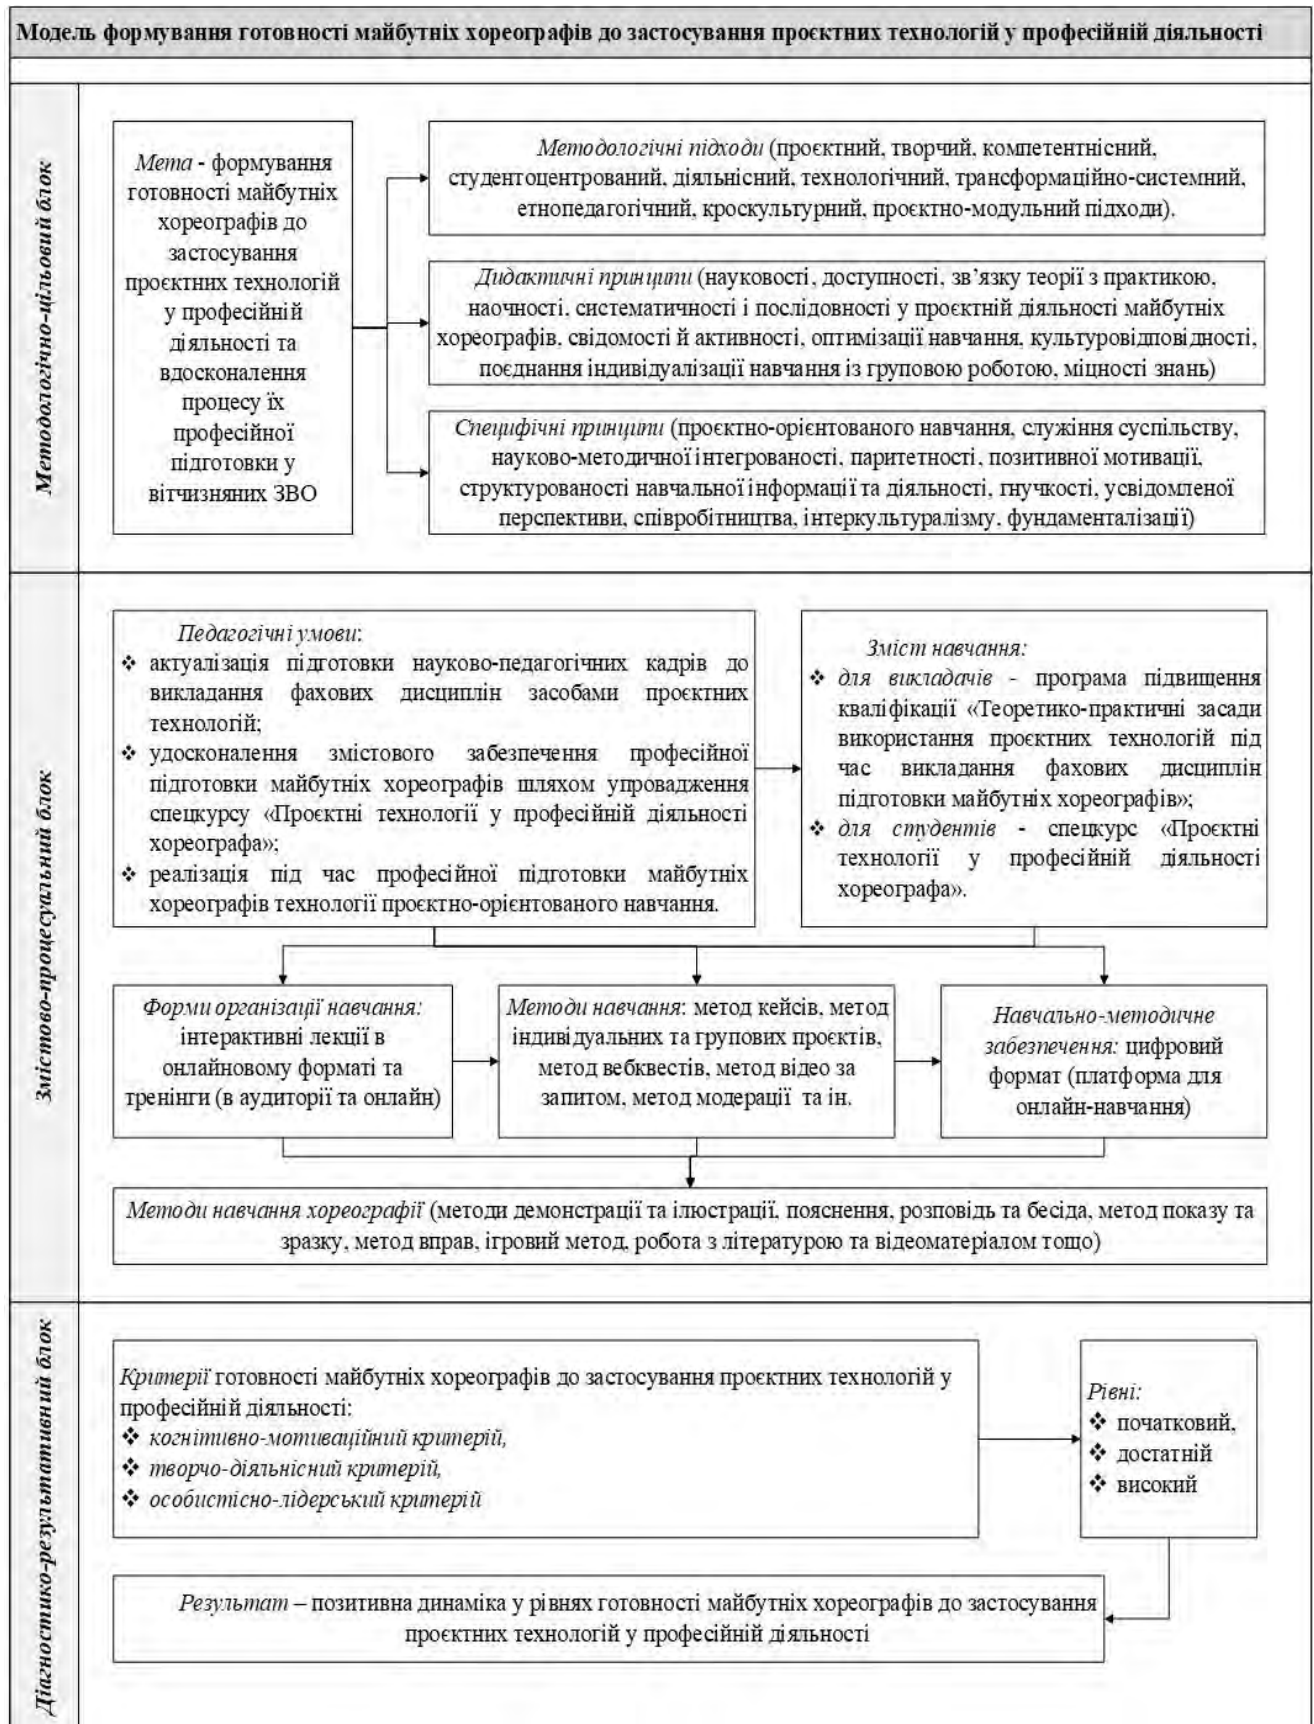 Модель формування готовності майбутніх хореографів до застосування проєктних технологій у професійній діяльності
Методологічно-цільовий блок
Мета - формування
готовності майбутніх
хореографів до
застосування
проєктних технологій
у професійній
діяльності та
вдосконалення
процесу їх
професійної
підготовки у
вітчизняних ЗВО
Методологічні підходи (проєктний, творчий, компетентнісний,
студентоцентрований, діяльнісний, технологічний, трансформаційно-системний,
етнопедагогічний, кроскультурний, проєктно-модульний підходи).
Дидактичні принципи (науковості, доступності, зв’язку теорії з практикою,
наочності, систематичності і послідовності у проєктній діяльності майбутніх
хореографів, свідомості й активності, оптимізації навчання, культуровідповідності,
поєднання індивідуалізації навчання із груповою роботою, міцності знань)
Специфічні принципи (проєктно-орієнтованого навчання, служіння суспільству,
науково-методичної інтегрованості, паритетності, позитивної мотивації,
структурованості навчальної інформації та діяльності, гнучкості, усвідомленої
перспективи, співробітництва, інтеркультуралізму, фундаменталізації)
Змістово-процесуальний блок
Педагогічні умови:
❖ актуалізація підготовки науково-педагогічних кадрів до
викладання фахових дисциплін засобами проєктних
технологій;
❖ удосконалення змістового забезпечення професійної
підготовки майбутніх хореографів шляхом упровадження
спецкурсу «Проєктні технології у професійній діяльності
хореографа»;
❖ реалізація під час професійної підготовки майбутніх
хореографів технології проєктно-орієнтованого навчання.
Зміст навчання:
❖ для викладачів - програма підвищення
кваліфікації «Теоретико-практичні засади
використання проєктних технологій під
час викладання фахових дисциплін
підготовки майбутніх хореографів»;
❖ для студентів - спецкурс «Проєктні
технології у професійній діяльності
хореографа».
Форми організації навчання:
інтерактивні лекції в
онлайновому форматі та
тренінги (в аудиторії та онлайн)
Методи навчання: метод кейсів, метод
індивідуальних та групових проєктів,
метод вебквестів, метод відео за
запитом, метод модерації та ін.
Навчально-методичне
забезпечення: цифровий
формат (платформа для
онлайн-навчання)
Методи навчання хореографії (методи демонстрації та ілюстрації, пояснення, розповідь та бесіда, метод показу та
зразку, метод вправ, ігровий метод, робота з літературою та відеоматеріалом тощо)
Діагностико-результативний блок
Критерії готовності майбутніх хореографів до застосування проєктних технологій у
професійній діяльності:
❖ когнітивно-мотиваційний критерій,
❖ творчо-діяльнісний критерій,
❖ особистісно-лідерський критерій
Рівні:
❖ початковий,
❖ достатній
❖ високий
Результат – позитивна динаміка у рівнях готовності майбутніх хореографів до застосування
проєктних технологій у професійній діяльності